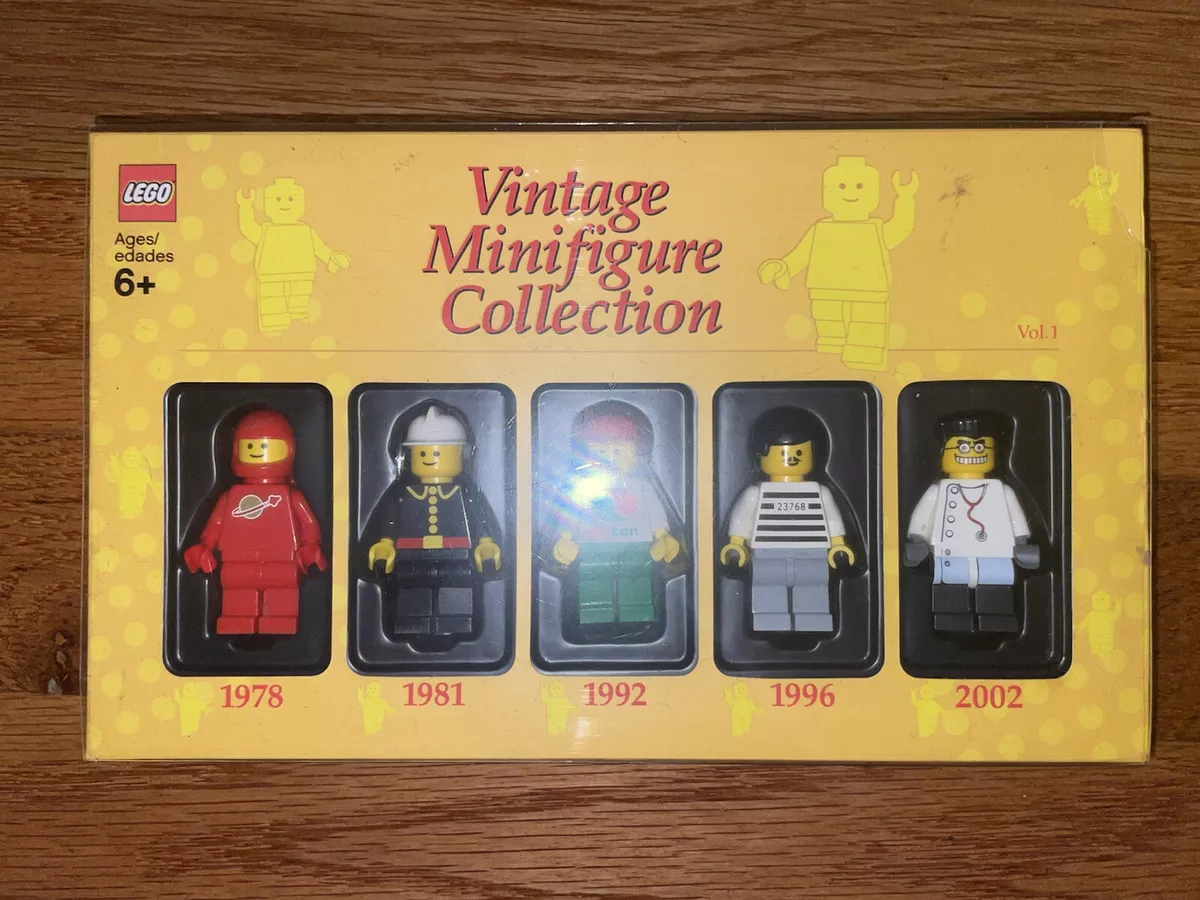 LEGO
Ages/
edades
6+
Vintage
Minifigure
Collection
Vol.1
23768
1978
1981
1992
1996
2002